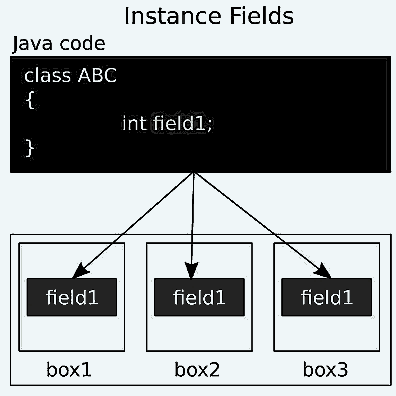 Instance Fields
Java code
class ABC
{
int field1;
}
field1 field1 field1
box1 box2 box3